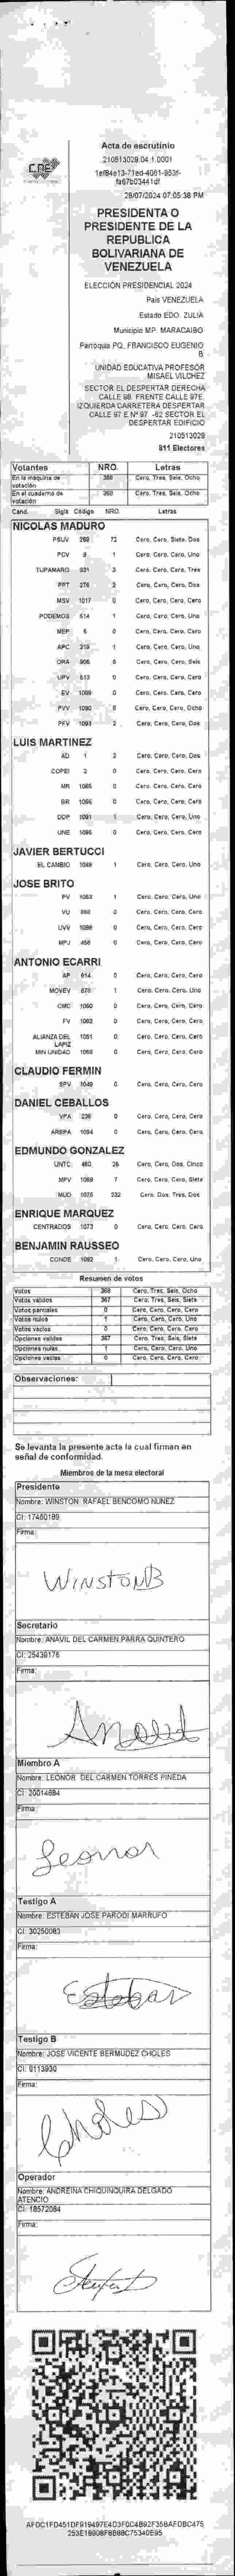 Acta de escrutinio
210513029.04.1.0001
28/07/2024 07:05:38 PM
CNE
PRESIDENTA O
PRESIDENTE DE LA
REPUBLICA
BOLIVARIANA DE
VENEZUELA
ELECCIÓN PRESIDENCIAL 2024
País VENEZUELA
Estado EDO. ZULIA
Municipio MP. MARACAIBO
Parroquia PQ. FRANCISCO EUGENIO
B
UNIDAD EDUCATIVA PROFESOR
MISAEL VILCHEZ
SECTOR EL DESPERTAR DERECHA
CALLE 98. FRENTE CALLE 97E.
IZQUIERDA CARRETERA DESPERTAR
CALLE 97 E Nº 97. -62 SECTOR EL
DESPERTAR EDIFICIO
210513029
811 Electores
Votantes NRO. Letras
En la máquina de votación 368 Cero, Tres, Seis, Ocho
En el cuaderno de votación 368 Cero, Tres, Seis, Ocho
Cand. Sigla Código NRO. Letras
NICOLAS MADURO
PSUV 268 72 Cero, Cero, Siete, Dos
PCV 1 Cero, Cero, Cero, Uno
TUPAMARO 931 3 Cero, Cero, Cero, Tres
PPT 276 2 Cero, Cero, Cero, Dos
MSV 1017 0 Cero, Cero, Cero, Cero
PODEMOS 614 1 Cero, Cero, Cero, Uno
MEP 6 0 Cero, Cero, Cero, Cero
APC 219 1 Cero, Cero, Cero, Uno
ORA 906 6 Cero, Cero, Cero, Seis
UPV 613 0 Cero, Cero, Cero, Cero
EV 1089 0 Cero, Cero, Cero, Cero
PVV 1090 8 Cero, Cero, Cero, Ocho
PFV 1093 2 Cero, Cero, Cero, Dos
LUIS MARTINEZ
AD 1 2 Cero, Cero, Cero, Dos
COPEI 2 0 Cero, Cero, Cero, Cero
MR 1065 0 Cero, Cero, Cero, Cero
BR 1056 0 Cero, Cero, Cero, Cero
DDP 1091 1 Cero, Cero, Cero, Uno
UNE 1095 0 Cero, Cero, Cero, Cero
JAVIER BERTUCCI
EL CAMBIO 1049 1 Cero, Cero, Cero, Uno
JOSE BRITO
PV 1053 1 Cero, Cero, Cero, Uno
VU 868 0 Cero, Cero, Cero, Cero
UVV 1098 0 Cero, Cero, Cero, Cero
MPJ 458 0 Cero, Cero, Cero, Cero
ANTONIO ECARRI
AP 814 0 Cero, Cero, Cero, Cero
MOVEV 878 1 Cero, Cero, Cero, Uno
CMC 1050 0 Cero, Cero, Cero, Cero
FV 1062 0 Cero, Cero, Cero, Cero
ALIANZA DEL LAPIZ 1051 0 Cero, Cero, Cero, Cero
MIN UNIDAD 1068 0 Cero, Cero, Cero, Cero
CLAUDIO FERMIN
SPV 1048 0 Cero, Cero, Cero, Cero
DANIEL CEBALLOS
VPA 236 0 Cero, Cero, Cero, Cero
AREPA 1094 0 Cero, Cero, Cero, Cero
EDMUNDO GONZALEZ
UNTC 460 25 Cero, Cero, Dos, Cinco
MPV 1069 7 Cero, Cero, Cero, Siete
MUD 1075 232 Cero, Dos, Tres, Dos
ENRIQUE MARQUEZ
CENTRADOS 1073 0 Cero, Cero, Cero, Cero
BENJAMIN RAUSSEO
CONDE 1092 1 Cero, Cero, Cero, Uno
Resumen de votos
Votos 368 Cero, Tres, Seis, Ocho
Votos válidos 367 Cero, Tres, Seis, Siete
Votos parciales 0 Cero, Cero, Cero, Cero
Votos nulos 1 Cero, Cero, Cero, Uno
Votos vacíos 0 Cero, Cero, Cero, Cero
Opciones válidas 367 Cero, Tres, Seis, Siete
Opciones nulas 1 Cero, Cero, Cero, Uno
Opciones vacías 0 Cero, Cero, Cero, Cero
Observaciones:
Se levanta la presente acta la cual firman en
señal de conformidad.
Miembros de la mesa electoral
Presidente
Nombre: WINSTON RAFAEL BENCOMO NUNEZ
CI: 17460189
Firma:
WINSTON B
Secretario
Nombre: ANAVIL DEL CARMEN PARRA QUINTERO
CI: 25439176
Firma:
Miembro A
Nombre: LEONOR DEL CARMEN TORRES PINEDA
CI: 20014684
Firma:
Leonor
Testigo A
Nombre: ESTEBAN JOSE PARODI MARRUFO
CI: 30250083
Firma:
Esteban
Testigo B
Nombre: JOSE VICENTE BERMUDEZ CHOLES
CI: 9113930
Firma:
Choles
Operador
Nombre: ANDREINA CHIQUINQUIRA DELGADO
ATENCIO
CI: 18572084
Firma: